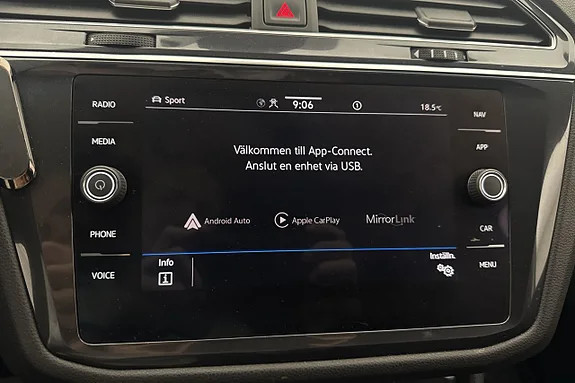 RADIO
MEDIA
PHONE
VOICE
Sport
9:06
18.5°C
Välkommen till App-Connect.
Anslut en enhet via USB.
Android Auto
Apple CarPlay
MirrorLink
Info
Inställn.
NAV
APP
CAR
MENU